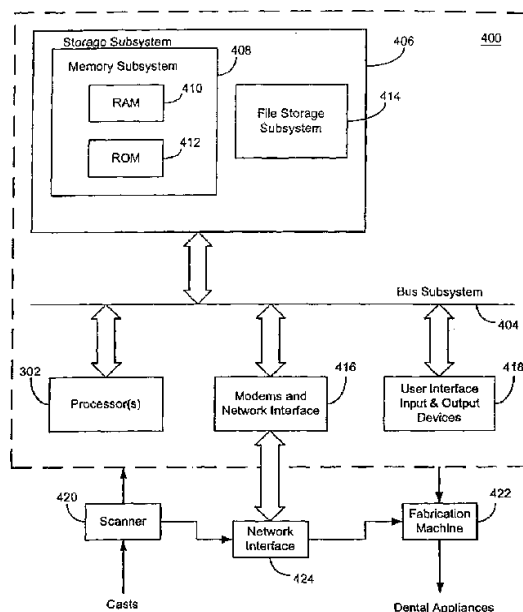 Storage Subsystem
408
406
400
Memory Subsystem
RAM
410
414
File Storage
Subsystem
ROM
412
Bus Subsystem
404
302
Processor(s)
416
Modems and
Network Interface
418
User Interface
Input & Output
Devices
420
Scanner
422
Fabrication
Machine
Network
Interface
424
Casts
Dental Appliances